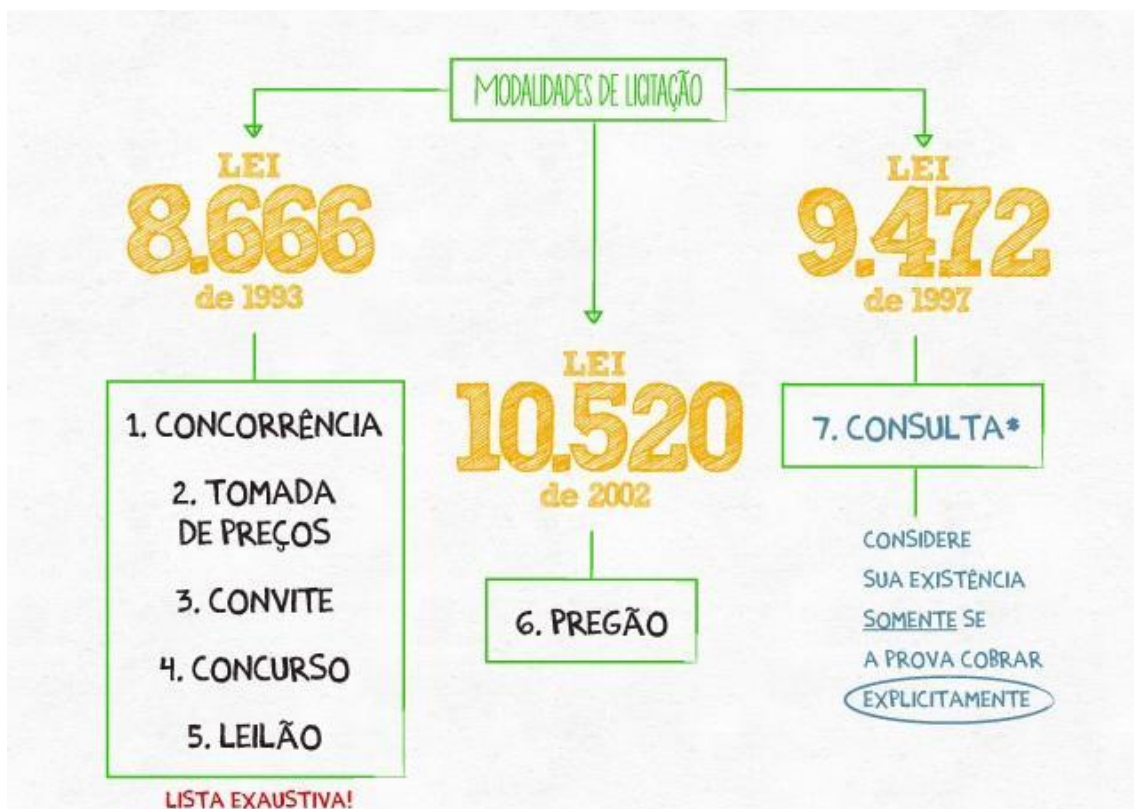 MODALIDADES DE LICITAÇÃO
LEI
8.666
de 1993
1. CONCORRÊNCIA
2. TOMADA
DE PREÇOS
3. CONVITE
4. CONCURSO
5. LEILÃO
LISTA EXAUSTIVA!
LEI
10.520
de 2002
6. PREGÃO
LEI
9.472
de 1997
7. CONSULTA*
CONSIDERE
SUA EXISTÊNCIA
SOMENTE SE
A PROVA COBRAR
EXPLICITAMENTE